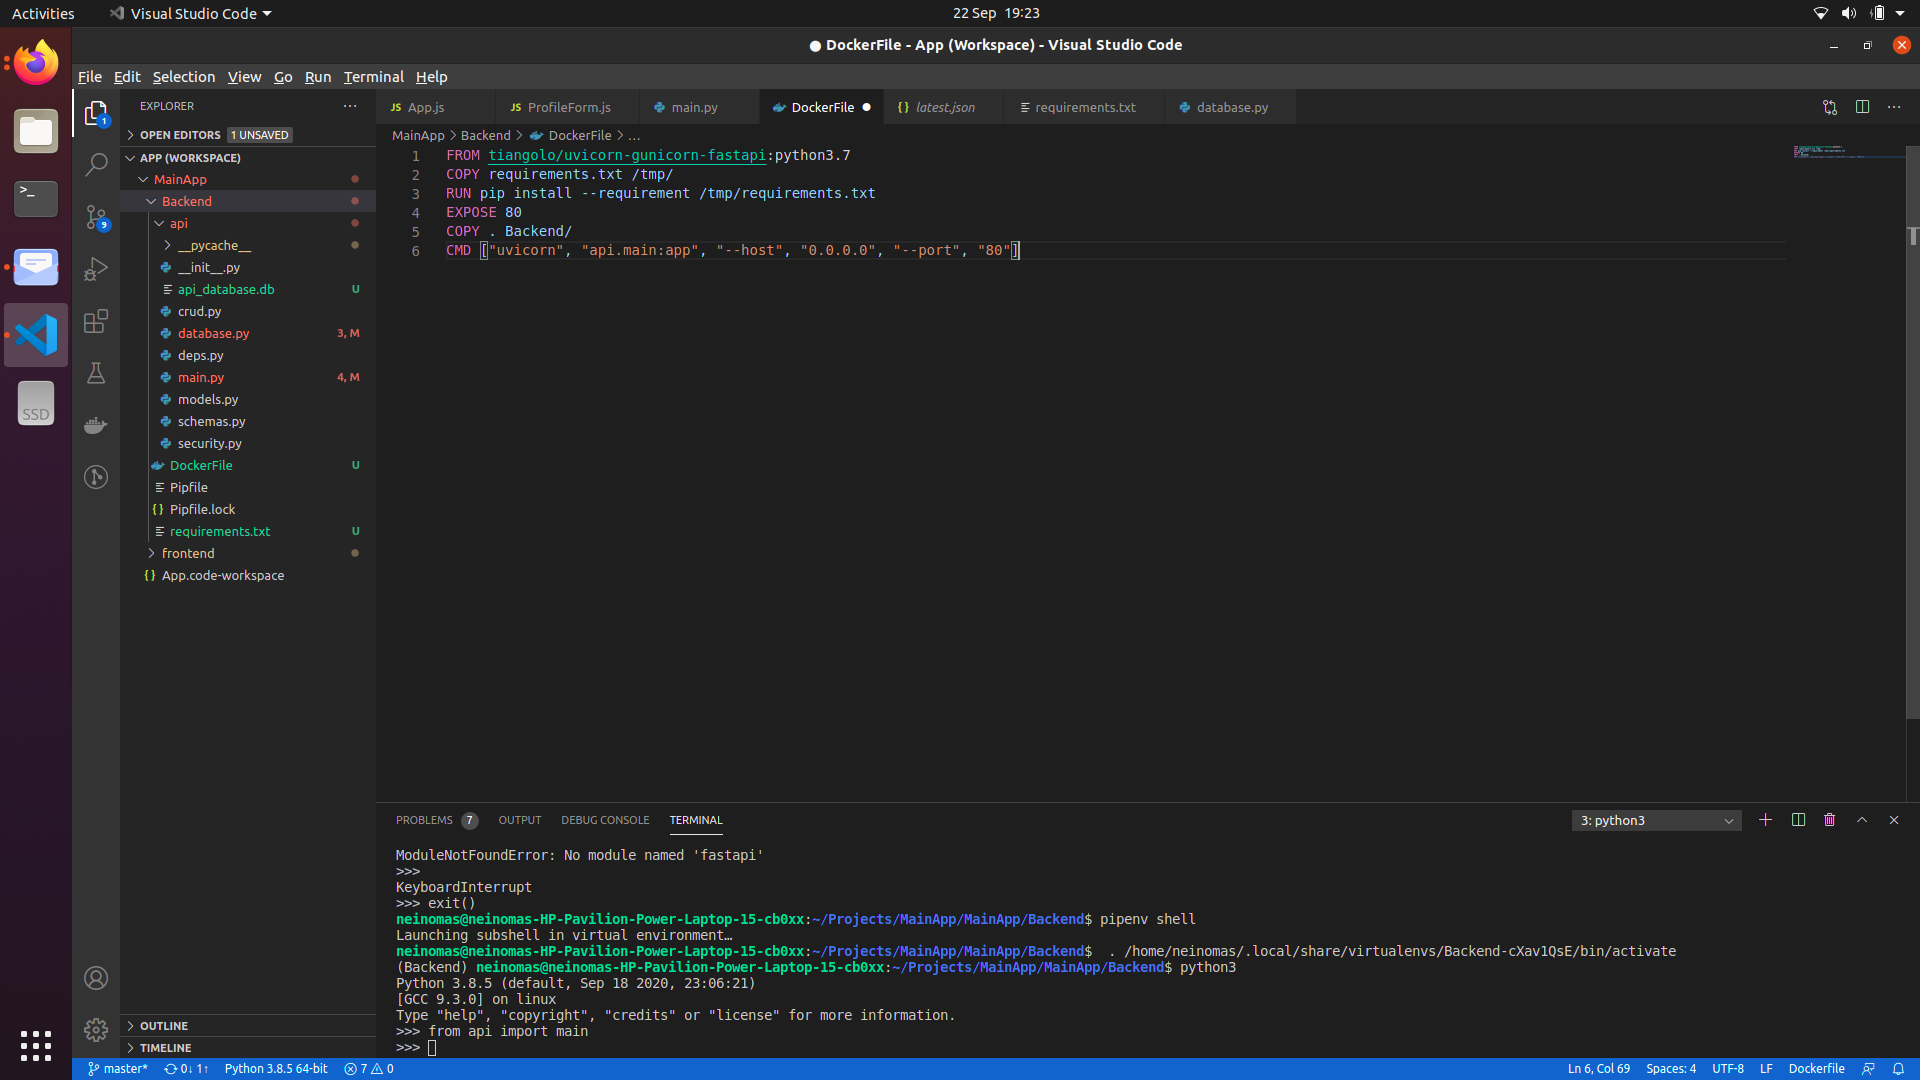 Activities
Visual Studio Code
22 Sep 19:23
● DockerFile - App (Workspace) - Visual Studio Code
File Edit Selection View Go Run Terminal Help
EXPLORER
App.js
ProfileForm.js
main.py
DockerFile
latest.json
requirements.txt
database.py
OPEN EDITORS 1 UNSAVED
APP (WORKSPACE)
MainApp
Backend
api
__pycache__
__init__.py
api_database.db U
crud.py
database.py 3, M
deps.py
main.py 4, M
models.py
schemas.py
security.py
DockerFile U
Pipfile
Pipfile.lock
requirements.txt U
frontend
App.code-workspace
OUTLINE
TIMELINE
1
9
SSD
MainApp > Backend > DockerFile > ...
1 FROM tiangolo/uvicorn-gunicorn-fastapi:python3.7
2 COPY requirements.txt /tmp/
3 RUN pip install --requirement /tmp/requirements.txt
4 EXPOSE 80
5 COPY . Backend/
6 CMD ["uvicorn", "api.main:app", "--host", "0.0.0.0", "--port", "80"]
PROBLEMS 7 OUTPUT DEBUG CONSOLE TERMINAL
3: python3
ModuleNotFoundError: No module named 'fastapi'
>>>
KeyboardInterrupt
>>> exit()
neinomas@neinomas-HP-Pavilion-Power-Laptop-15-cb0xx:~/Projects/MainApp/MainApp/Backend$ pipenv shell
Launching subshell in virtual environment…
neinomas@neinomas-HP-Pavilion-Power-Laptop-15-cb0xx:~/Projects/MainApp/MainApp/Backend$  . /home/neinomas/.local/share/virtualenvs/Backend-cXav1QsE/bin/activate
(Backend) neinomas@neinomas-HP-Pavilion-Power-Laptop-15-cb0xx:~/Projects/MainApp/MainApp/Backend$ python3
Python 3.8.5 (default, Sep 18 2020, 23:06:21)
[GCC 9.3.0] on linux
Type "help", "copyright", "credits" or "license" for more information.
>>> from api import main
>>>
master* 0↓ 1↑ Python 3.8.5 64-bit 7 0
Ln 6, Col 69 Spaces: 4 UTF-8 LF Dockerfile